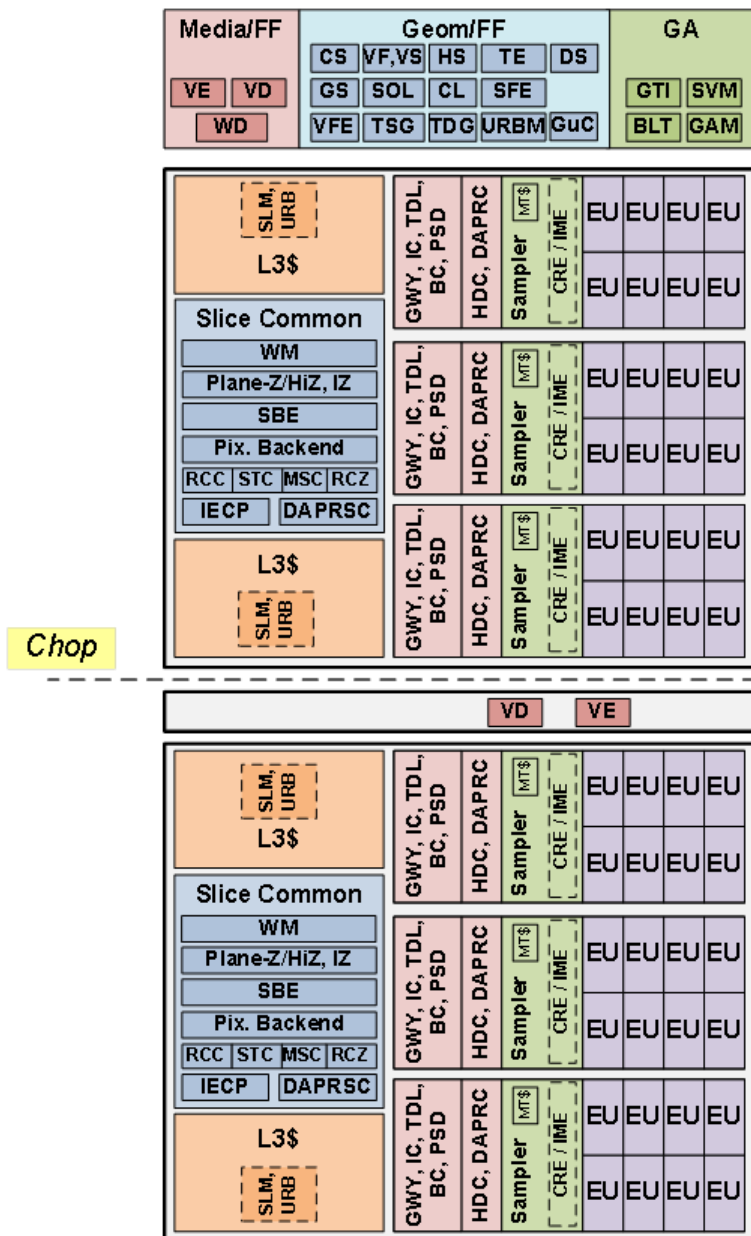 Media/FF
VE VD
WD
Geom/FF
CS VF,VS HS TE DS
GS SOL CL SFE
VFE TSG TDG URBM GuC
GA
GTI SVM
BLT GAM
SLM,
URB
L3$
Slice Common
WM
Plane-Z/HiZ, IZ
SBE
Pix. Backend
RCC STC MSC RCZ
IECP DAPRSC
L3$
SLM,
URB
GWY, IC, TDL,
BC, PSD
HDC, DAPRC
Sampler
MT$
CRE / IME
EU EU EU EU
EU EU EU EU
GWY, IC, TDL,
BC, PSD
HDC, DAPRC
Sampler
MT$
CRE / IME
EU EU EU EU
EU EU EU EU
GWY, IC, TDL,
BC, PSD
HDC, DAPRC
Sampler
MT$
CRE / IME
EU EU EU EU
EU EU EU EU
Chop
VD VE
SLM,
URB
L3$
Slice Common
WM
Plane-Z/HiZ, IZ
SBE
Pix. Backend
RCC STC MSC RCZ
IECP DAPRSC
L3$
SLM,
URB
GWY, IC, TDL,
BC, PSD
HDC, DAPRC
Sampler
MT$
CRE / IME
EU EU EU EU
EU EU EU EU
GWY, IC, TDL,
BC, PSD
HDC, DAPRC
Sampler
MT$
CRE / IME
EU EU EU EU
EU EU EU EU
GWY, IC, TDL,
BC, PSD
HDC, DAPRC
Sampler
MT$
CRE / IME
EU EU EU EU
EU EU EU EU